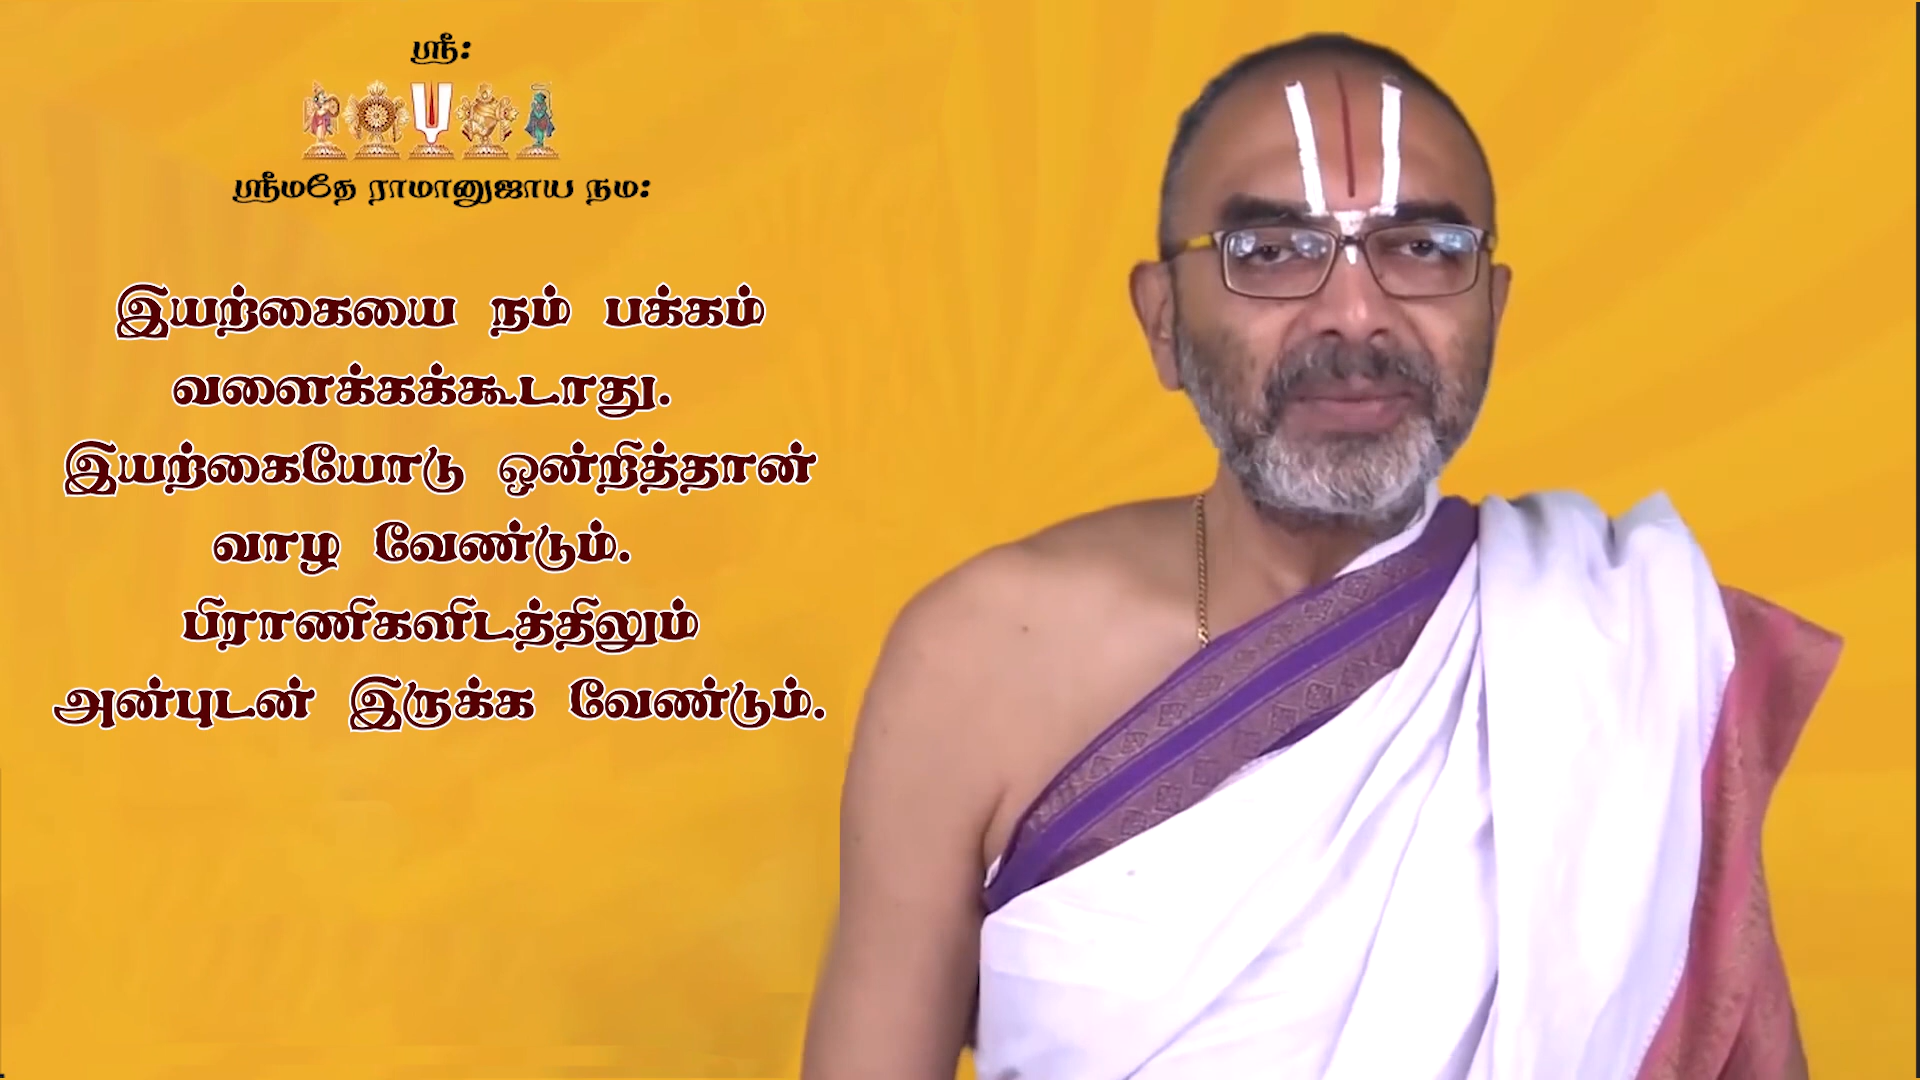 ஸ்ரீ:
ஸ்ரீமதே ராமானுஜாய நம:
இயற்கையை நம் பக்கம்
வளைக்கக்கூடாது.
இயற்கையோடு ஒன்றித்தான்
வாழ வேண்டும்.
பிராணிகளிடத்திலும்
அன்புடன் இருக்க வேண்டும்.